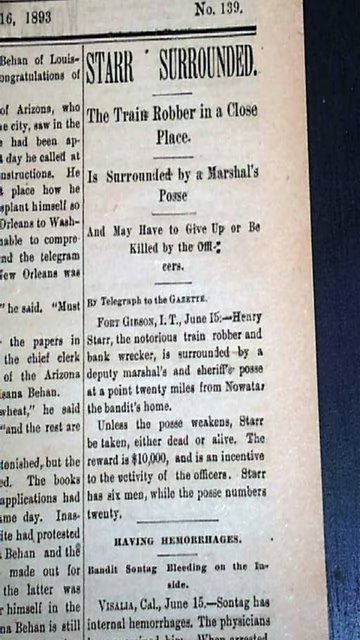 16, 1893
No. 139.
Behan of Louis-
ongratulations of
of Arizona, who
e city, saw in the
had been ap-
t day he called at
nstructions. He
t place how he
splant himself so
Orleans to Wash-
nable to compre-
nd the telegram
New Orleans was
" he said. "Must
the papers in
the chief clerk
of the Arizona
isana Behan.
wheat," he said
"and the rest are
tonished, but the
ed. The books
applications had
ame day. Inas-
ite had protested
Behan and the
made out for
the latter was
r himself in the
na Behan is still
STARR SURROUNDED.
The Train Robber in a Close
Place.
Is Surrounded by a Marshal's
Posse
And May Have to Give Up or Be
Killed by the Offi-
cers.
By Telegraph to the GAZETTE.
FORT GIBSON, I. T., June 15.—Henry
Starr, the notorious train robber and
bank wrecker, is surrounded by a
deputy marshal's and sheriff's posse
at a point twenty miles from Nowatar
the bandit's home.
Unless the posse weakens, Starr
be taken, either dead or alive. The
reward is $10,000, and is an incentive
to the activity of the officers. Starr
has six men, while the posse numbers
twenty.
HAVING HEMORRHAGES.
Bandit Sontag Bleeding on the In-
side.
VISALIA, Cal., June 15.—Sontag has
internal hemorrhages. The physicians
him. When arrested